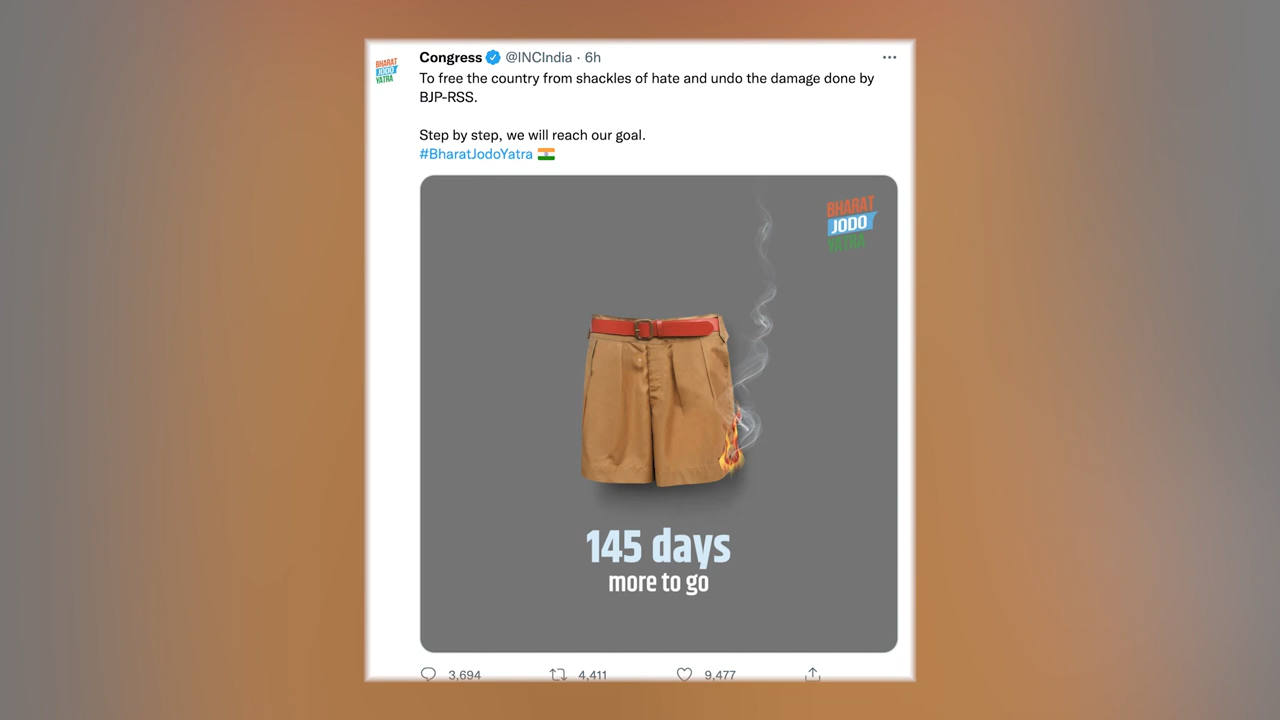 BHARAT
JODO
YATRA
Congress @INCIndia · 6h
To free the country from shackles of hate and undo the damage done by
BJP-RSS.
Step by step, we will reach our goal.
#BharatJodoYatra 🇮🇳
BHARAT
JODO
YATRA
145 days
more to go
3,694 4,411 9,477